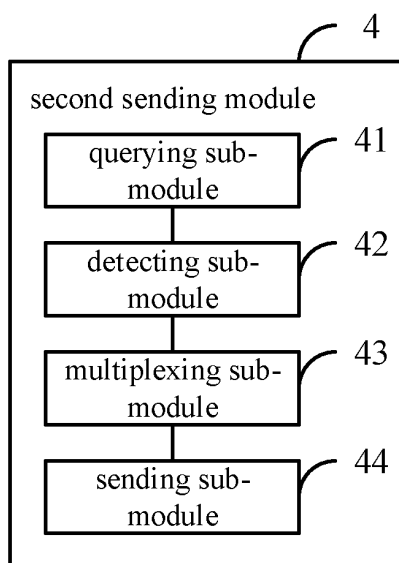 4
second sending module
41
querying sub-
module
42
detecting sub-
module
43
multiplexing sub-
module
44
sending sub-
module